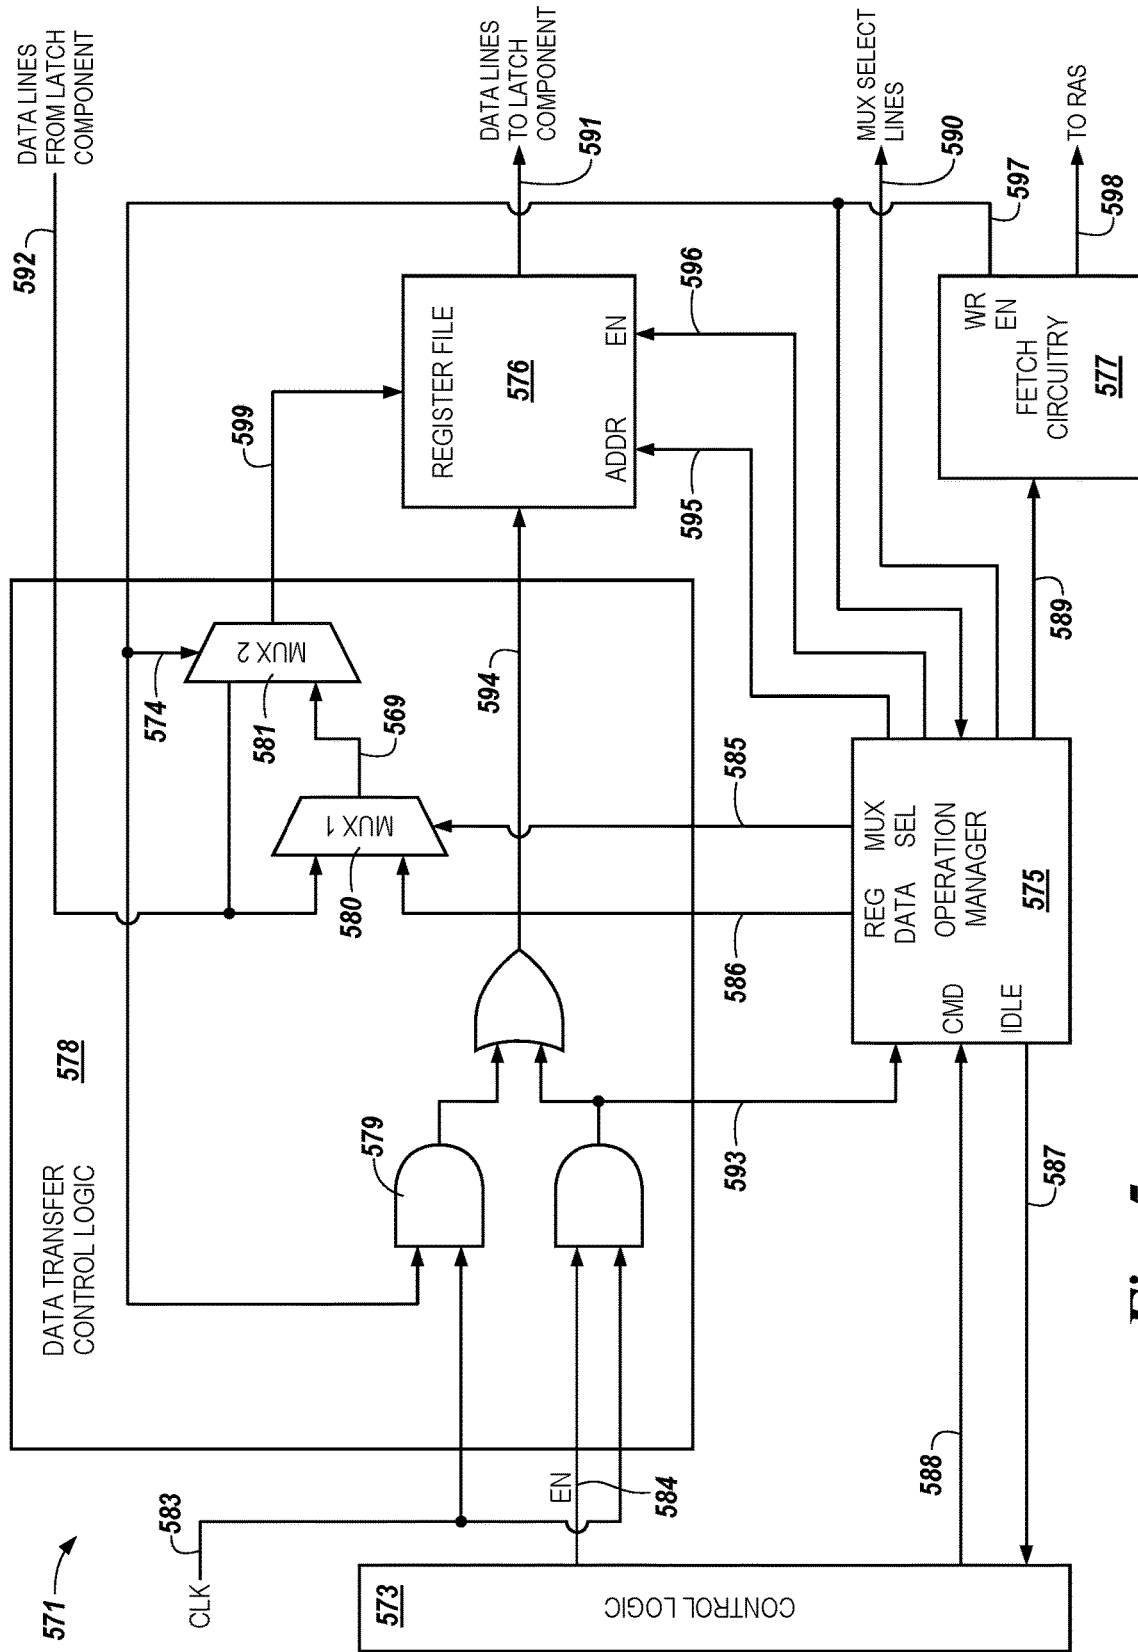 571
CLK
583
592
DATA LINES
FROM LATCH
COMPONENT
DATA TRANSFER
CONTROL LOGIC
578
574
MUX 2
581
599
579
MUX 1
580
569
594
573
CONTROL LOGIC
EN
584
REGISTER FILE
576
ADDR
EN
DATA LINES
TO LATCH
COMPONENT
591
593
586
585
595
596
REG
DATA
MUX
SEL
CMD
OPERATION
MANAGER
IDLE
575
MUX SELECT
LINES
590
588
587
589
597
WR
EN
FETCH
CIRCUITRY
577
TO RAS
598